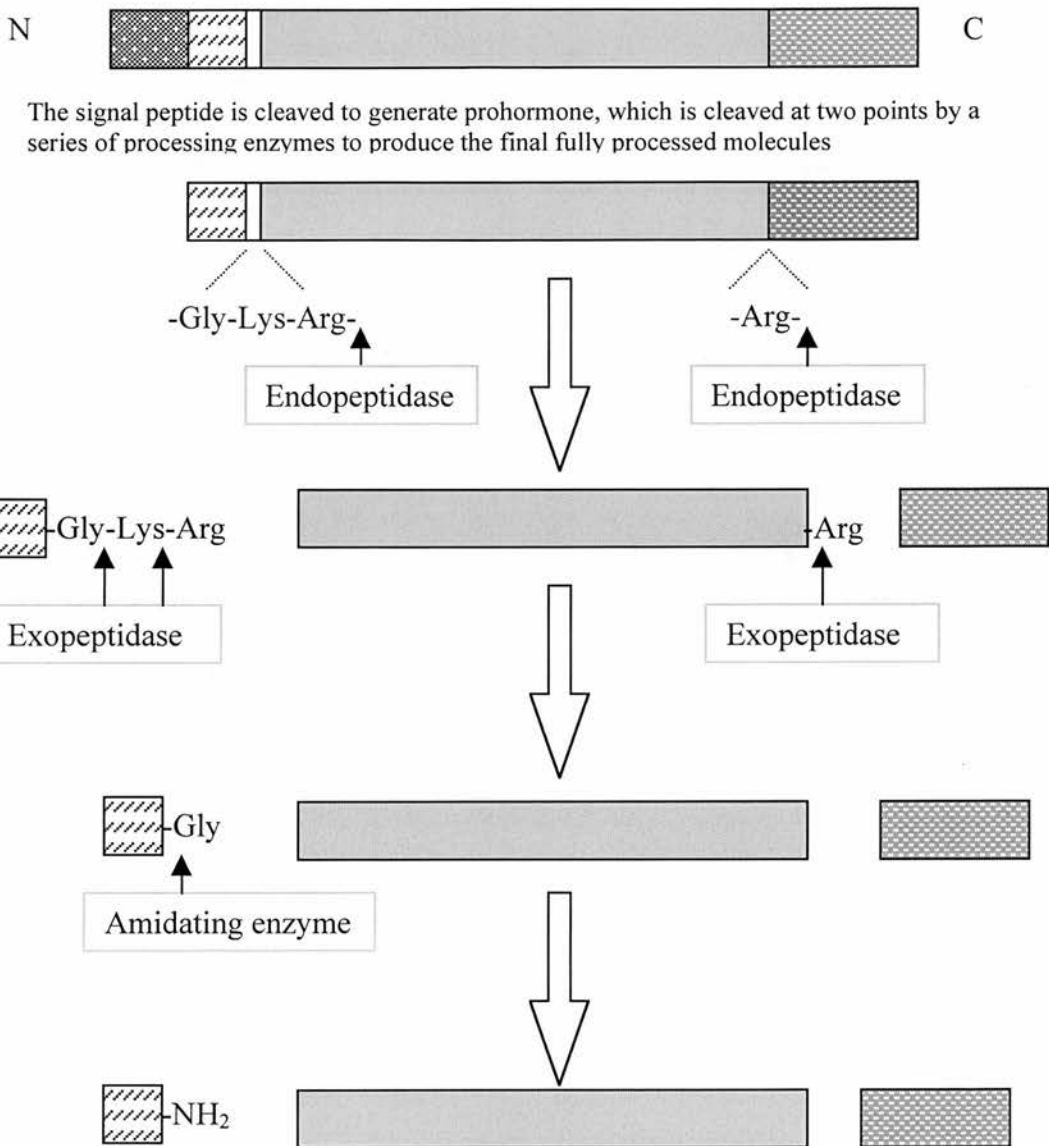 N C
The signal peptide is cleaved to generate prohormone, which is cleaved at two points by a
series of processing enzymes to produce the final fully processed molecules
-Gly-Lys-Arg- -Arg-
Endopeptidase Endopeptidase
-Gly-Lys-Arg -Arg
Exopeptidase Exopeptidase
-Gly
Amidating enzyme
-NH₂